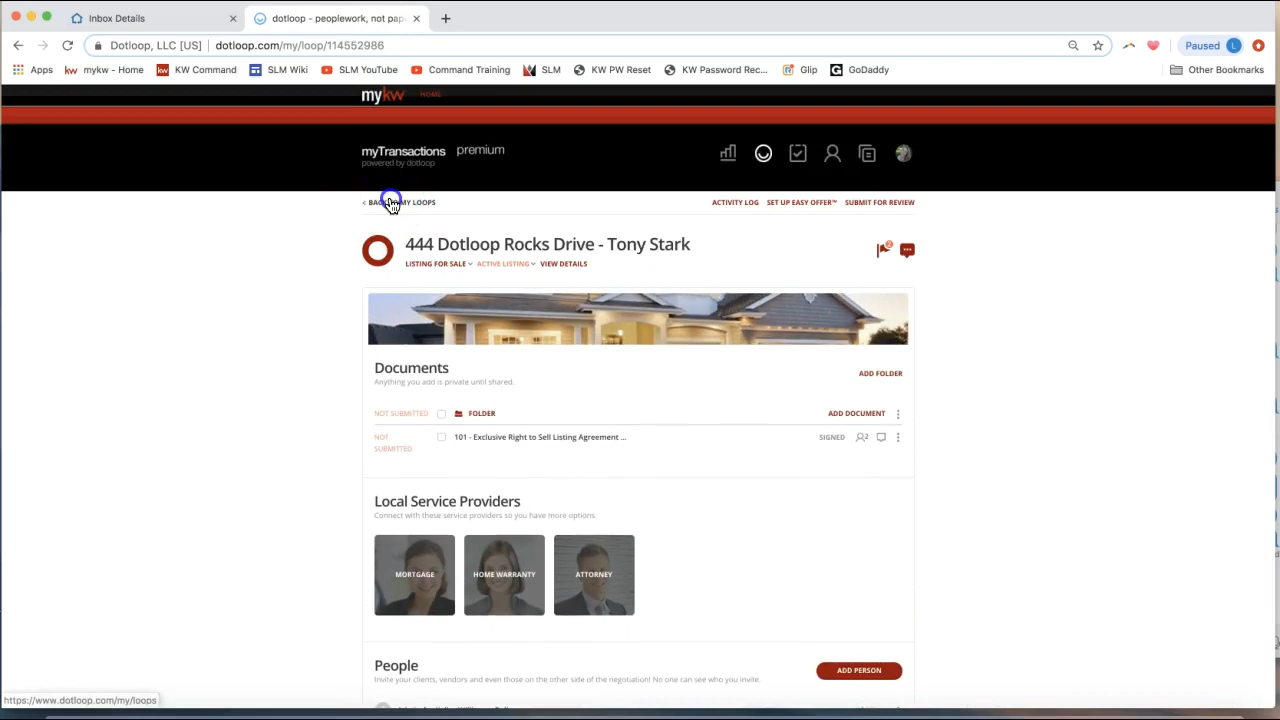 Inbox Details
dotloop - peoplework, not pap
Dotloop, LLC [US] | dotloop.com/my/loop/114552986
Paused L
Apps kw mykw - Home kw KW Command SLM Wiki SLM YouTube Command Training SLM KW PW Reset KW Password Rec... Glip GoDaddy Other Bookmarks
mykw HOME
myTransactions premium
powered by dotloop
< BACK MY LOOPS ACTIVITY LOG SET UP EASY OFFER™ SUBMIT FOR REVIEW
444 Dotloop Rocks Drive - Tony Stark
2
LISTING FOR SALE ACTIVE LISTING VIEW DETAILS
Documents
Anything you add is private until shared.
ADD FOLDER
NOT SUBMITTED FOLDER ADD DOCUMENT
NOT SUBMITTED 101 - Exclusive Right to Sell Listing Agreement ... SIGNED 2
Local Service Providers
Connect with these service providers so you have more options.
MORTGAGE HOME WARRANTY ATTORNEY
People
Invite your clients, vendors and even those on the other side of the negotiation! No one can see who you invite.
ADD PERSON
https://www.dotloop.com/my/loops